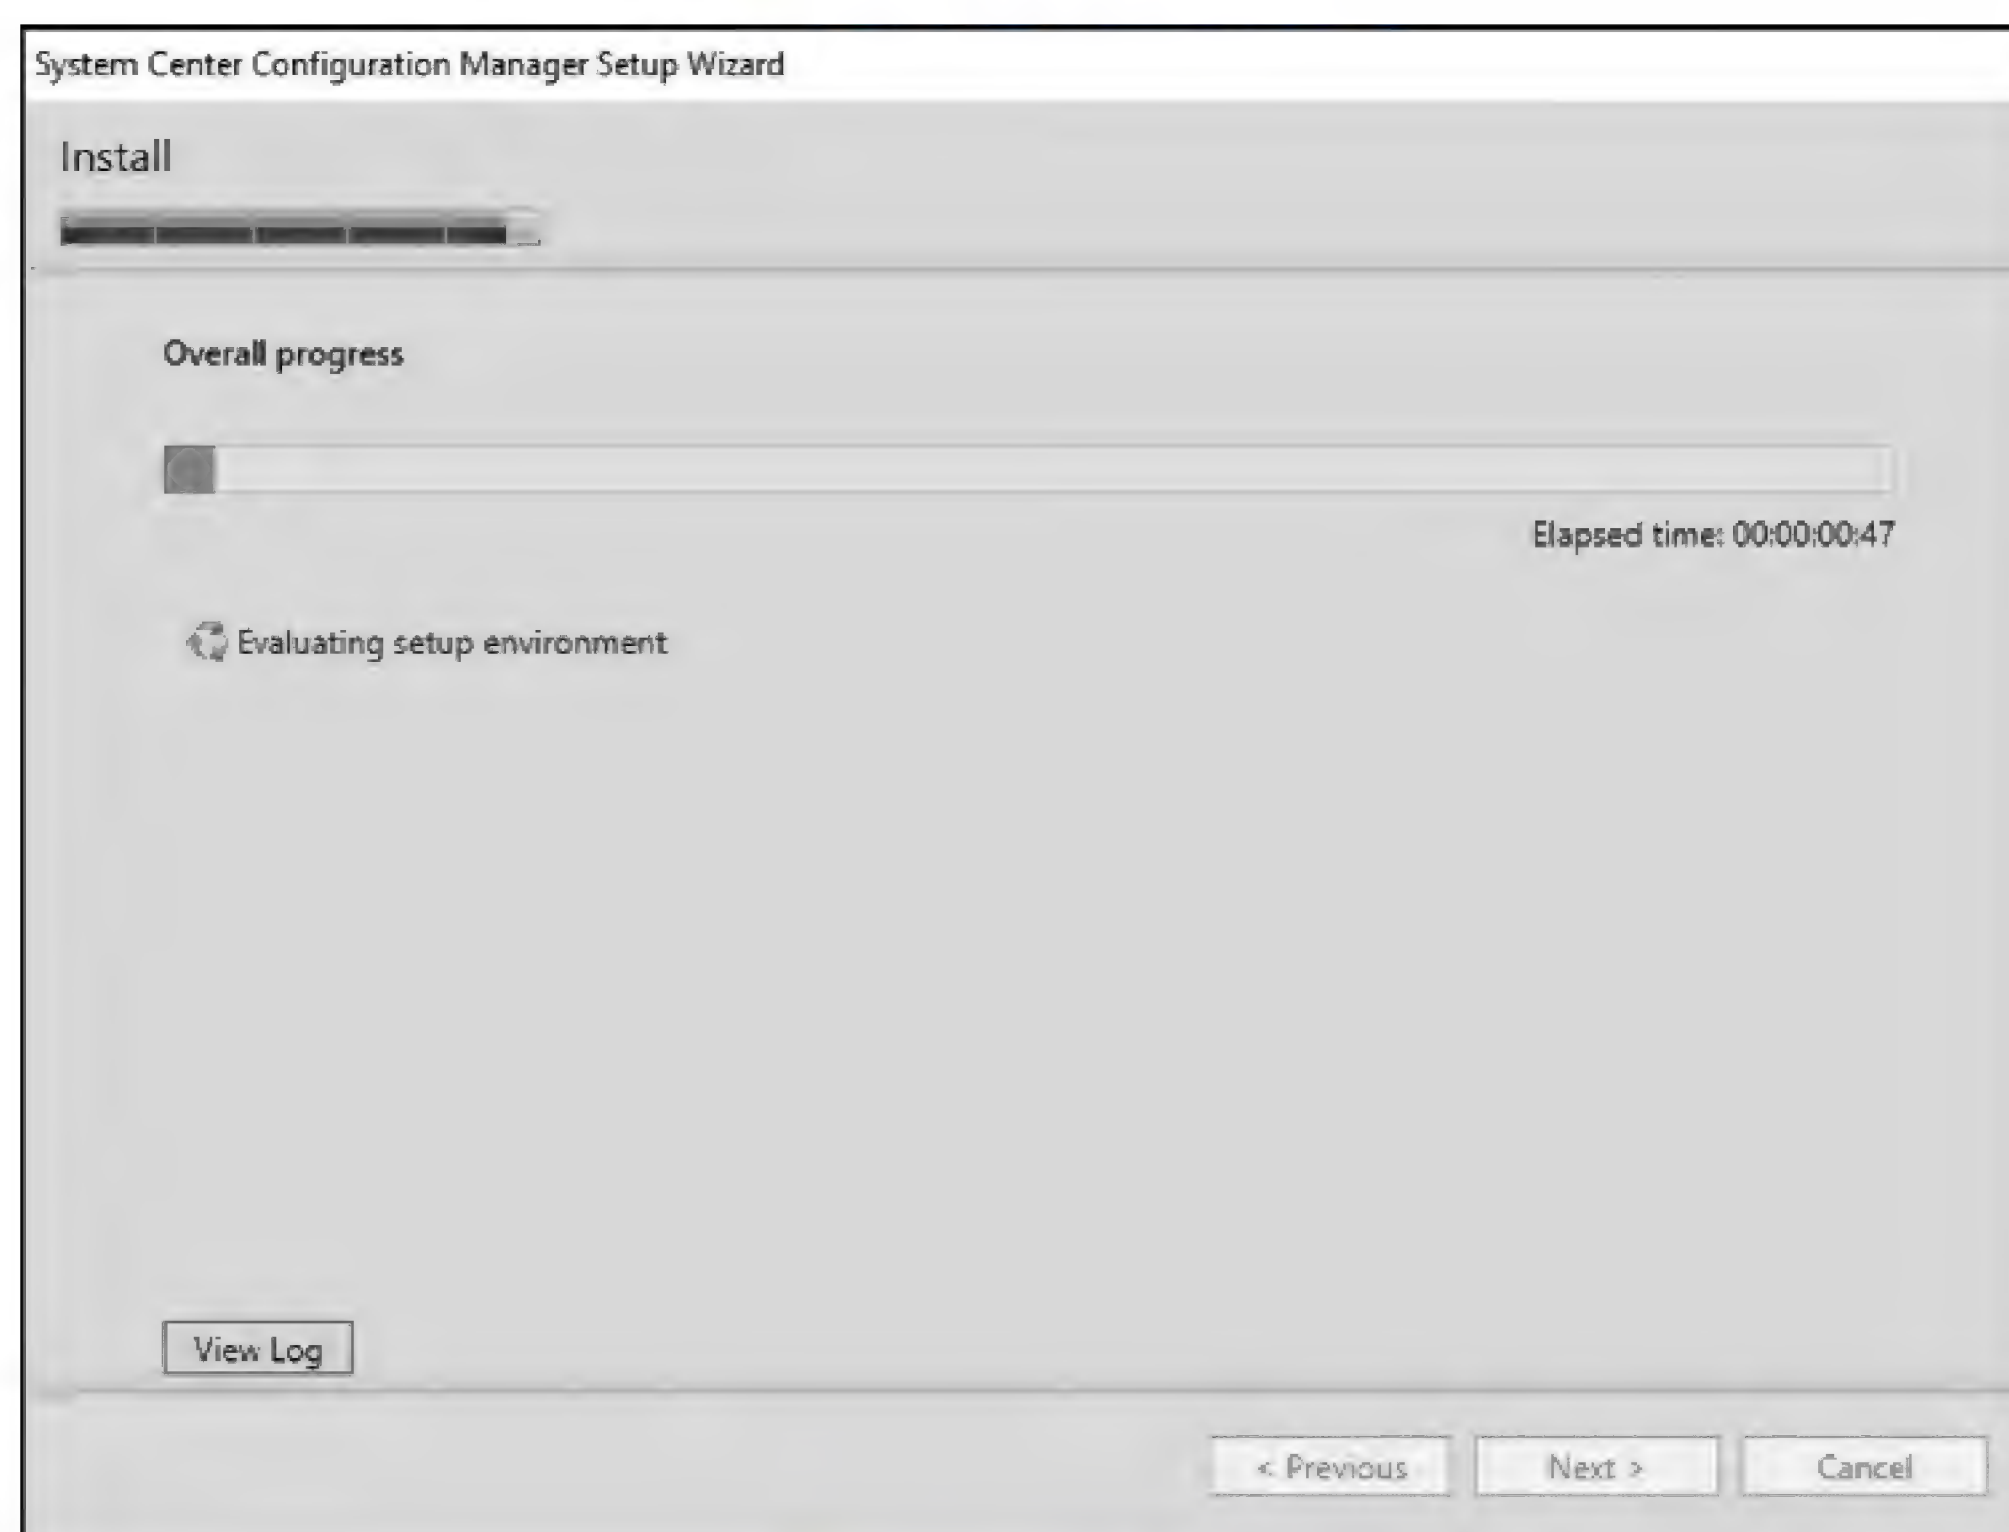 System Center Configuration Manager Setup Wizard
Install
Overall progress
Elapsed time: 00:00:00:47
Evaluating setup environment
View Log
< Previous
Next >
Cancel